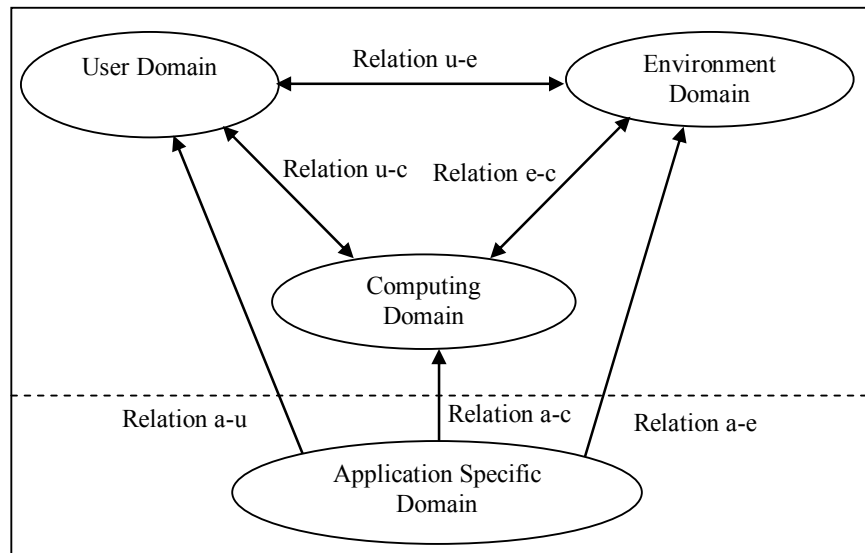 User Domain
Relation u-e
Environment
Domain
Relation u-c
Relation e-c
Computing
Domain
Relation a-u
Relation a-c
Relation a-e
Application Specific
Domain